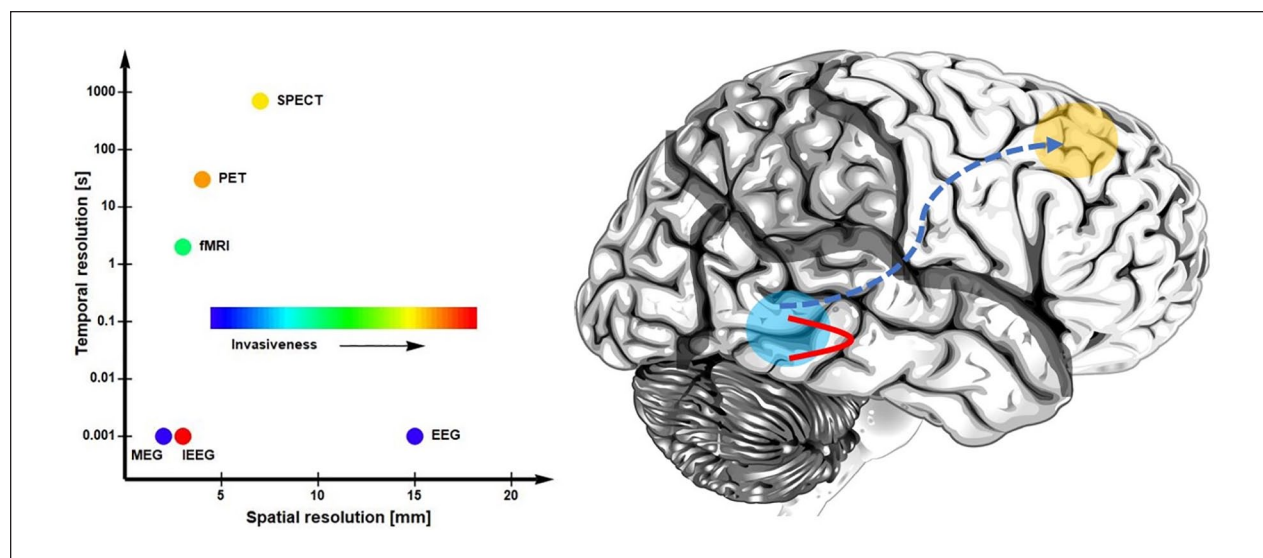 1000
SPECT
100
PET
Temporal resolution [s]
10
fMRI
1
0.1
Invasiveness
0.01
0.001
EEG
MEG
IEEG
5
10
15
20
Spatial resolution [mm]